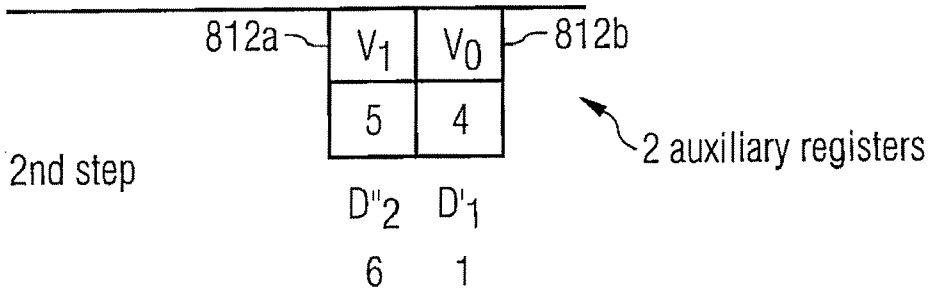 812a V1 V0 812b
5 4
2 auxiliary registers
2nd step
D"2 D'1
6 1